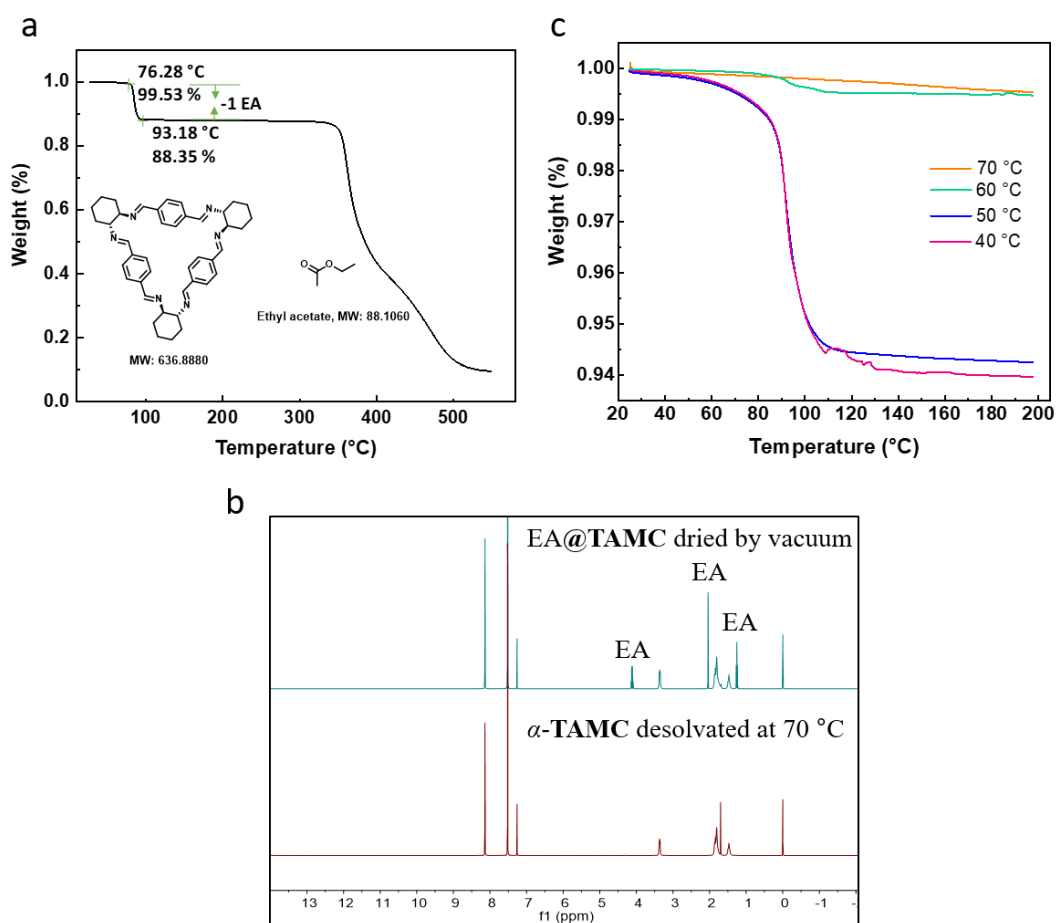 a
1.0
0.8
0.6
0.4
0.2
0.0
Weight (%)
76.28 °C
99.53 %
-1 EA
93.18 °C
88.35 %
N
N
N
N
N
N
MW: 636.8880
O
O
Ethyl acetate, MW: 88.1060
100 200 300 400 500
Temperature (°C)
c
1.00
0.99
0.98
0.97
0.96
0.95
0.94
Weight (%)
70 °C
60 °C
50 °C
40 °C
20 40 60 80 100 120 140 160 180 200
Temperature (°C)
b
EA@TAMC dried by vacuum
EA
EA
EA
α-TAMC desolvated at 70 °C
13 12 11 10 9 8 7 6 5 4 3 2 1 0 -1
f1 (ppm)